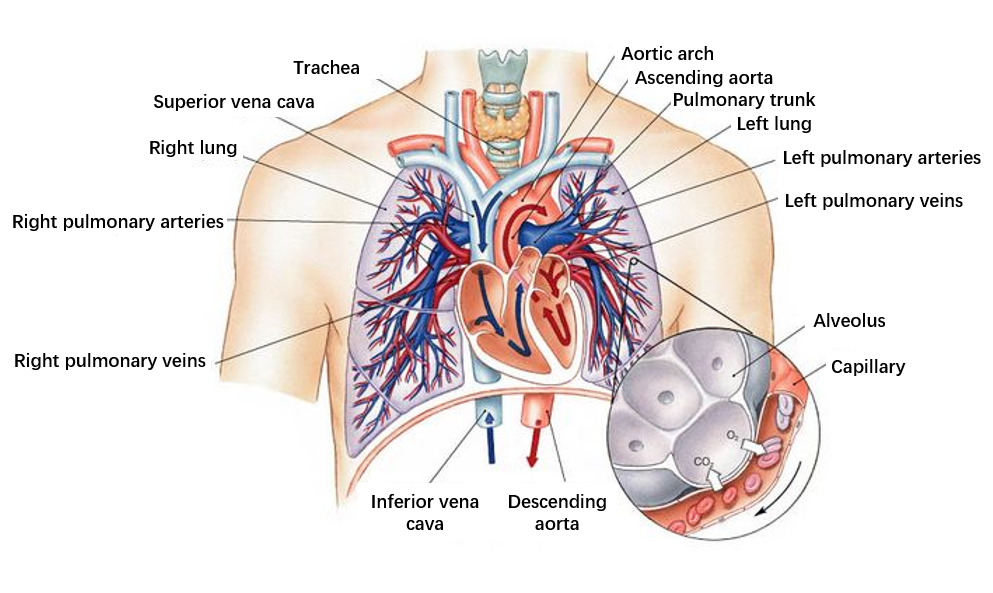 Trachea
Aortic arch
Ascending aorta
Superior vena cava
Pulmonary trunk
Left lung
Right lung
Left pulmonary arteries
Left pulmonary veins
Right pulmonary arteries
Alveolus
Right pulmonary veins
Capillary
O₂
CO₂
Inferior vena
cava
Descending
aorta